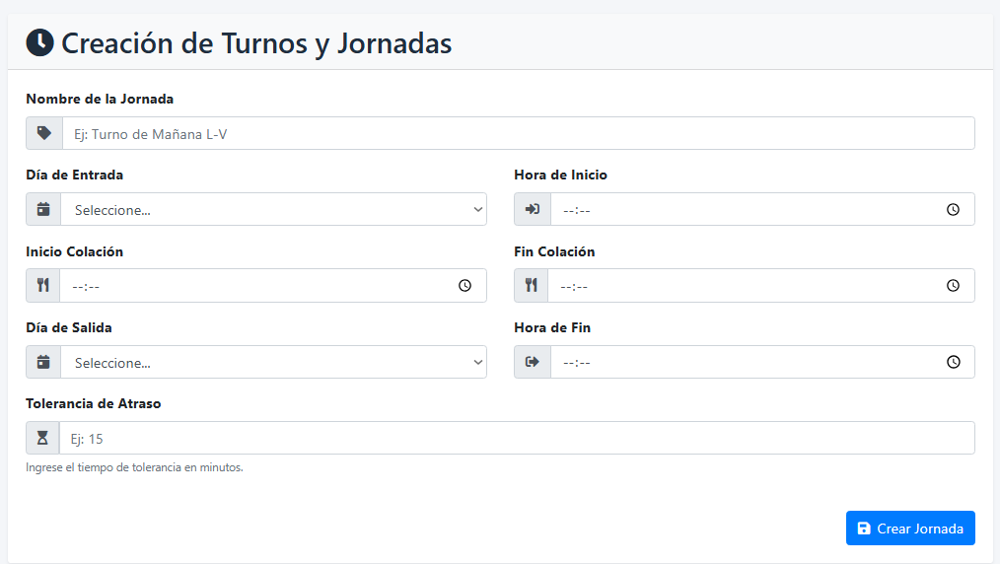 Creación de Turnos y Jornadas
Nombre de la Jornada
Ej: Turno de Mañana L-V
Día de Entrada
Hora de Inicio
Seleccione...
--:--
Inicio Colación
Fin Colación
--:--
--:--
Día de Salida
Hora de Fin
Seleccione...
--:--
Tolerancia de Atraso
Ej: 15
Ingrese el tiempo de tolerancia en minutos.
Crear Jornada